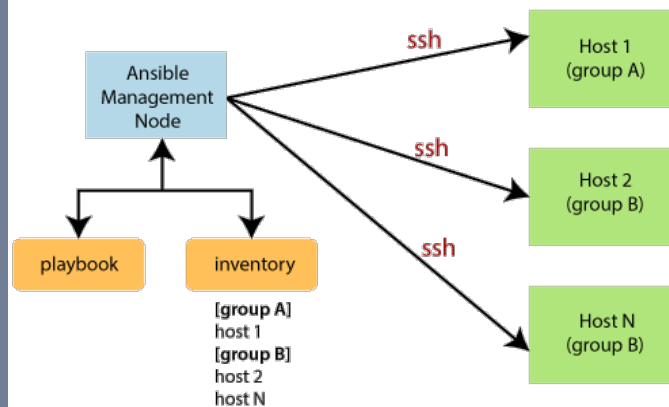 Ansible
Management
Node
ssh
Host 1
(group A)
ssh
Host 2
(group B)
ssh
Host N
(group B)
playbook
inventory
[group A]
host 1
[group B]
host 2
host N